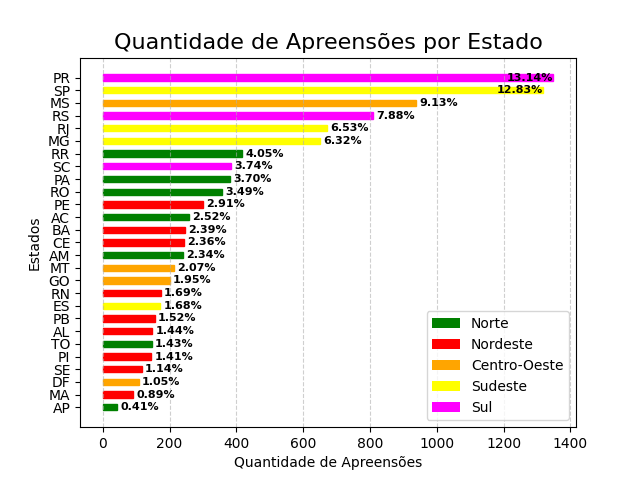 Quantidade de Apreensões por Estado
Estados
PR 13.14%
SP 12.83%
MS 9.13%
RS 7.88%
RJ 6.53%
MG 6.32%
RR 4.05%
SC 3.74%
PA 3.70%
RO 3.49%
PE 2.91%
AC 2.52%
BA 2.39%
CE 2.36%
AM 2.34%
MT 2.07%
GO 1.95%
RN 1.69%
ES 1.68%
PB 1.52%
AL 1.44%
TO 1.43%
PI 1.41%
SE 1.14%
DF 1.05%
MA 0.89%
AP 0.41%
Norte
Nordeste
Centro-Oeste
Sudeste
Sul
0 200 400 600 800 1000 1200 1400
Quantidade de Apreensões